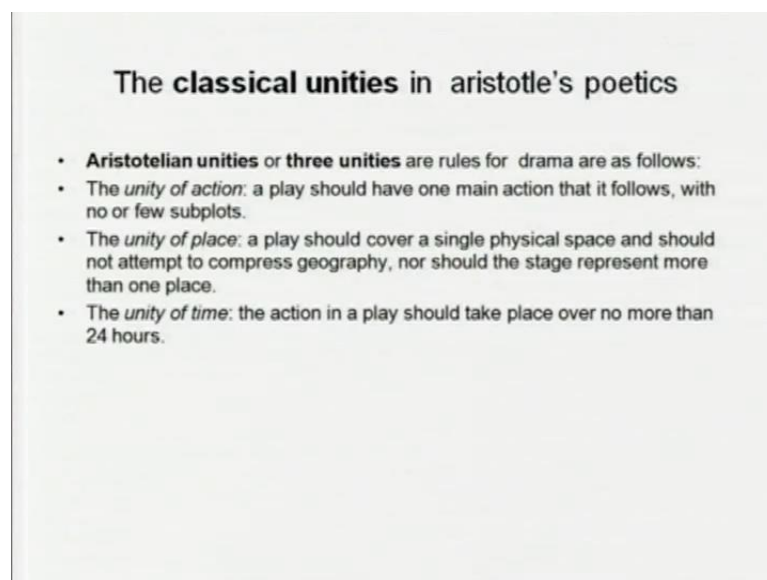 The classical unities in aristotle's poetics
• Aristotelian unities or three unities are rules for drama are as follows:
• The unity of action: a play should have one main action that it follows, with
no or few subplots.
• The unity of place: a play should cover a single physical space and should
not attempt to compress geography, nor should the stage represent more
than one place.
• The unity of time: the action in a play should take place over no more than
24 hours.